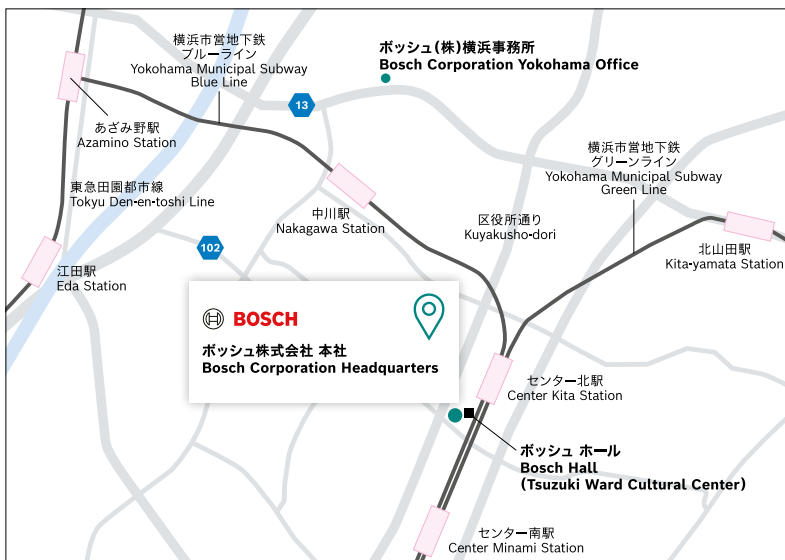 横浜市営地下鉄
ブルーライン
Yokohama Municipal Subway
Blue Line
ボッシュ(株)横浜事務所
Bosch Corporation Yokohama Office
13
あざみ野駅
Azamino Station
横浜市営地下鉄
グリーンライン
Yokohama Municipal Subway
Green Line
東急田園都市線
Tokyu Den-en-toshi Line
中川駅
Nakagawa Station
区役所通り
Kuyakusho-dori
102
北山田駅
Kita-yamata Station
江田駅
Eda Station
BOSCH
ボッシュ株式会社 本社
Bosch Corporation Headquarters
センター北駅
Center Kita Station
ボッシュ ホール
Bosch Hall
(Tsuzuki Ward Cultural Center)
センター南駅
Center Minami Station